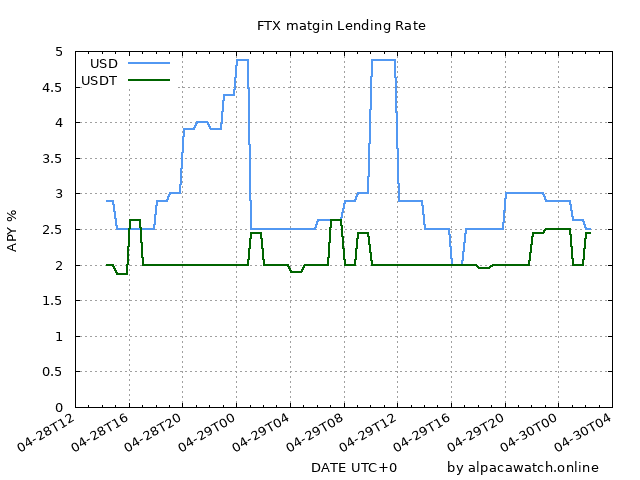 FTX matgin Lending Rate
USD
USDT
5
4.5
4
3.5
3
2.5
2
1.5
1
0.5
0
APY %
04-28T12
04-28T16
04-28T20
04-29T00
04-29T04
04-29T08
04-29T12
04-29T16
04-29T20
04-30T00
04-30T04
DATE UTC+0
by alpacawatch.online